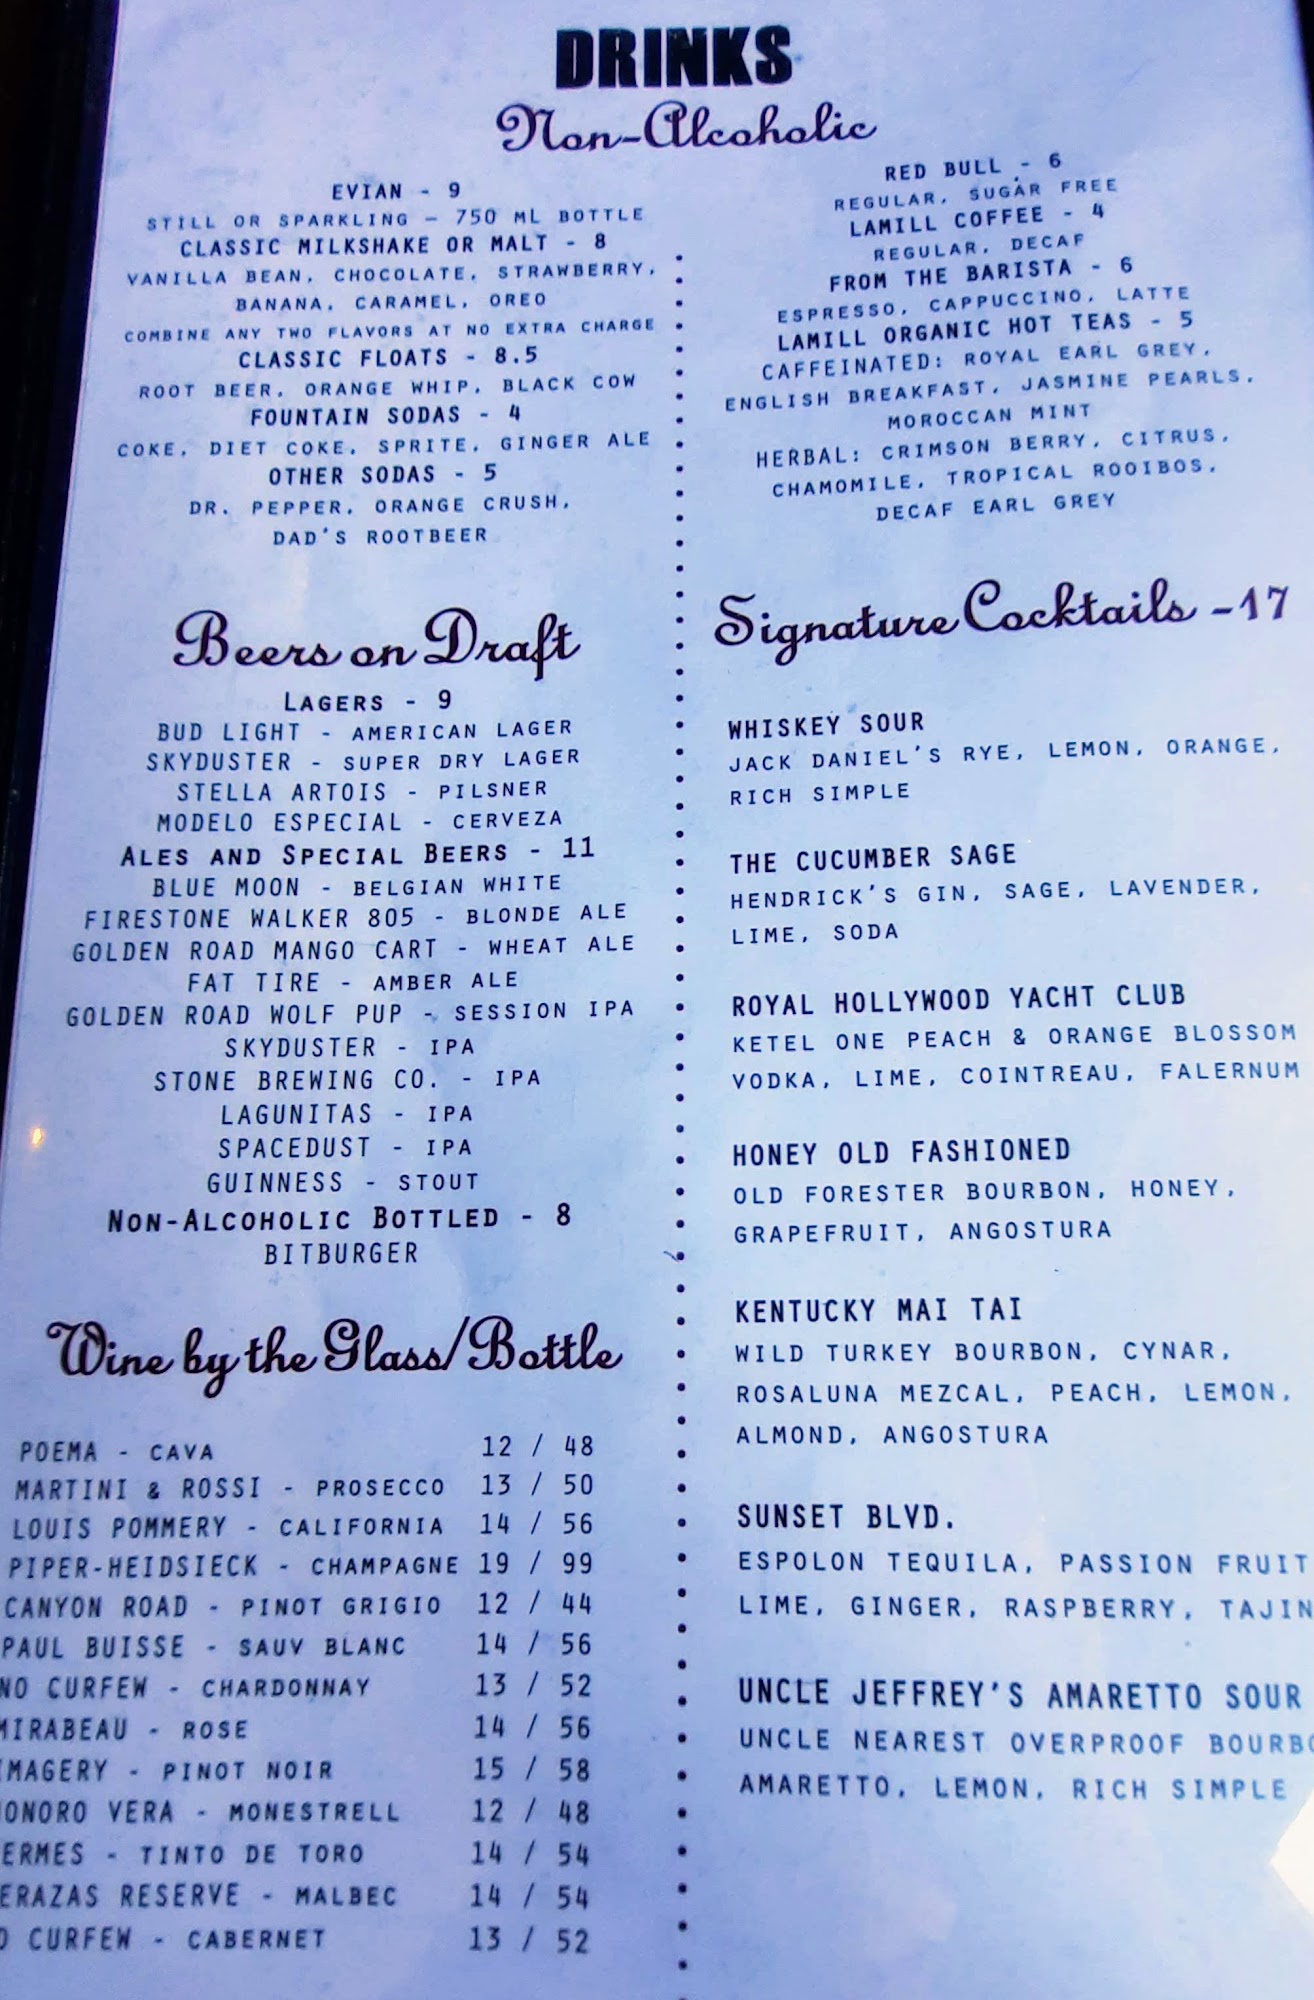 DRINKS
Non-Alcoholic
EVIAN - 9
STILL OR SPARKLING – 750 ML BOTTLE
CLASSIC MILKSHAKE OR MALT - 8
VANILLA BEAN, CHOCOLATE, STRAWBERRY,
BANANA, CARAMEL, OREO
COMBINE ANY TWO FLAVORS AT NO EXTRA CHARGE
CLASSIC FLOATS - 8.5
ROOT BEER, ORANGE WHIP, BLACK COW
FOUNTAIN SODAS - 4
COKE, DIET COKE, SPRITE, GINGER ALE
OTHER SODAS - 5
DR. PEPPER, ORANGE CRUSH,
DAD'S ROOTBEER
RED BULL - 6
REGULAR, SUGAR FREE
LAMILL COFFEE - 4
REGULAR, DECAF
FROM THE BARISTA - 6
ESPRESSO, CAPPUCCINO, LATTE
LAMILL ORGANIC HOT TEAS - 5
CAFFEINATED: ROYAL EARL GREY,
ENGLISH BREAKFAST, JASMINE PEARLS,
MOROCCAN MINT
HERBAL: CRIMSON BERRY, CITRUS,
CHAMOMILE, TROPICAL ROOIBOS,
DECAF EARL GREY
Beers on Draft
LAGERS - 9
BUD LIGHT - AMERICAN LAGER
SKYDUSTER - SUPER DRY LAGER
STELLA ARTOIS - PILSNER
MODELO ESPECIAL - CERVEZA
ALES AND SPECIAL BEERS - 11
BLUE MOON - BELGIAN WHITE
FIRESTONE WALKER 805 - BLONDE ALE
GOLDEN ROAD MANGO CART - WHEAT ALE
FAT TIRE - AMBER ALE
GOLDEN ROAD WOLF PUP - SESSION IPA
SKYDUSTER - IPA
STONE BREWING CO. - IPA
LAGUNITAS - IPA
SPACEDUST - IPA
GUINNESS - STOUT
NON-ALCOHOLIC BOTTLED - 8
BITBURGER
Wine by the Glass/Bottle
POEMA - CAVA 12 / 48
MARTINI & ROSSI - PROSECCO 13 / 50
LOUIS POMMERY - CALIFORNIA 14 / 56
PIPER-HEIDSIECK - CHAMPAGNE 19 / 99
CANYON ROAD - PINOT GRIGIO 12 / 44
PAUL BUISSE - SAUV BLANC 14 / 56
NO CURFEW - CHARDONNAY 13 / 52
MIRABEAU - ROSE 14 / 56
IMAGERY - PINOT NOIR 15 / 58
HONORO VERA - MONESTRELL 12 / 48
ERMES - TINTO DE TORO 14 / 54
ERAZAS RESERVE - MALBEC 14 / 54
O CURFEW - CABERNET 13 / 52
Signature Cocktails - 17
WHISKEY SOUR
JACK DANIEL'S RYE, LEMON, ORANGE,
RICH SIMPLE
THE CUCUMBER SAGE
HENDRICK'S GIN, SAGE, LAVENDER,
LIME, SODA
ROYAL HOLLYWOOD YACHT CLUB
KETEL ONE PEACH & ORANGE BLOSSOM
VODKA, LIME, COINTREAU, FALERNUM
HONEY OLD FASHIONED
OLD FORESTER BOURBON, HONEY,
GRAPEFRUIT, ANGOSTURA
KENTUCKY MAI TAI
WILD TURKEY BOURBON, CYNAR,
ROSALUNA MEZCAL, PEACH, LEMON,
ALMOND, ANGOSTURA
SUNSET BLVD.
ESPOLON TEQUILA, PASSION FRUIT
LIME, GINGER, RASPBERRY, TAJIN
UNCLE JEFFREY'S AMARETTO SOUR
UNCLE NEAREST OVERPROOF BOURBO
AMARETTO, LEMON, RICH SIMPLE